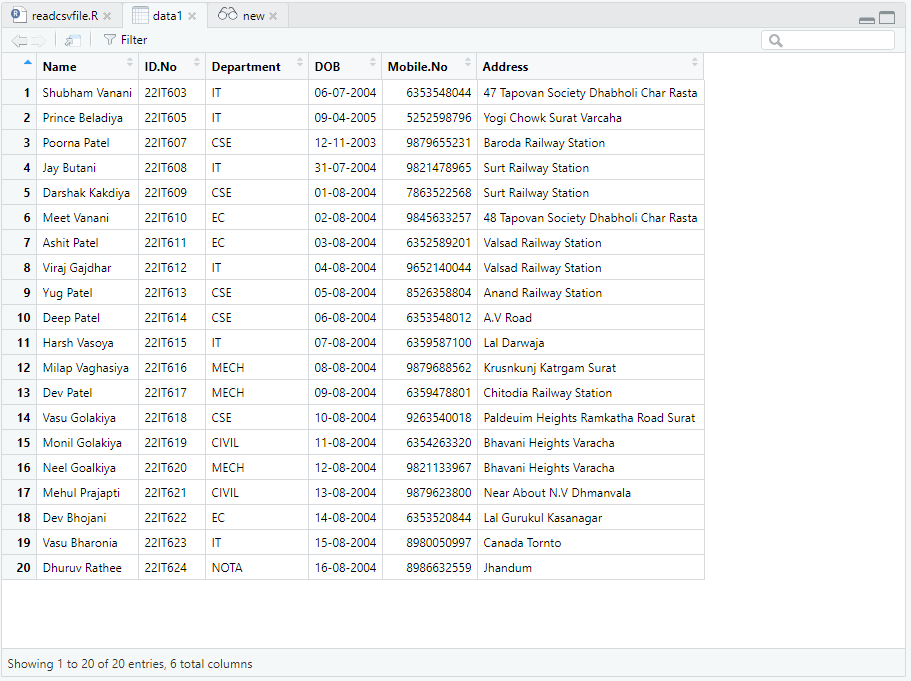 readcsvfile.R data1 new
Filter
Name ID.No Department DOB Mobile.No Address
1 Shubham Vanani 22IT603 IT 06-07-2004 6353548044 47 Tapovan Society Dhabholi Char Rasta
2 Prince Beladiya 22IT605 IT 09-04-2005 5252598796 Yogi Chowk Surat Varcaha
3 Poorna Patel 22IT607 CSE 12-11-2003 9879655231 Baroda Railway Station
4 Jay Butani 22IT608 IT 31-07-2004 9821478965 Surt Railway Station
5 Darshak Kakdiya 22IT609 CSE 01-08-2004 7863522568 Surt Railway Station
6 Meet Vanani 22IT610 EC 02-08-2004 9845633257 48 Tapovan Society Dhabholi Char Rasta
7 Ashit Patel 22IT611 EC 03-08-2004 6352589201 Valsad Railway Station
8 Viraj Gajdhar 22IT612 IT 04-08-2004 9652140044 Valsad Railway Station
9 Yug Patel 22IT613 CSE 05-08-2004 8526358804 Anand Railway Station
10 Deep Patel 22IT614 CSE 06-08-2004 6353548012 A.V Road
11 Harsh Vasoya 22IT615 IT 07-08-2004 6359587100 Lal Darwaja
12 Milap Vaghasiya 22IT616 MECH 08-08-2004 9879688562 Krusnkunj Katrgam Surat
13 Dev Patel 22IT617 MECH 09-08-2004 6359478801 Chitodia Railway Station
14 Vasu Golakiya 22IT618 CSE 10-08-2004 9263540018 Paldeuim Heights Ramkatha Road Surat
15 Monil Golakiya 22IT619 CIVIL 11-08-2004 6354263320 Bhavani Heights Varacha
16 Neel Goalkiya 22IT620 MECH 12-08-2004 9821133967 Bhavani Heights Varacha
17 Mehul Prajapti 22IT621 CIVIL 13-08-2004 9879623800 Near About N.V Dhmanvala
18 Dev Bhojani 22IT622 EC 14-08-2004 6353520844 Lal Gurukul Kasanagar
19 Vasu Bharonia 22IT623 IT 15-08-2004 8980050997 Canada Tornto
20 Dhuruv Rathee 22IT624 NOTA 16-08-2004 8986632559 Jhandum
Showing 1 to 20 of 20 entries, 6 total columns